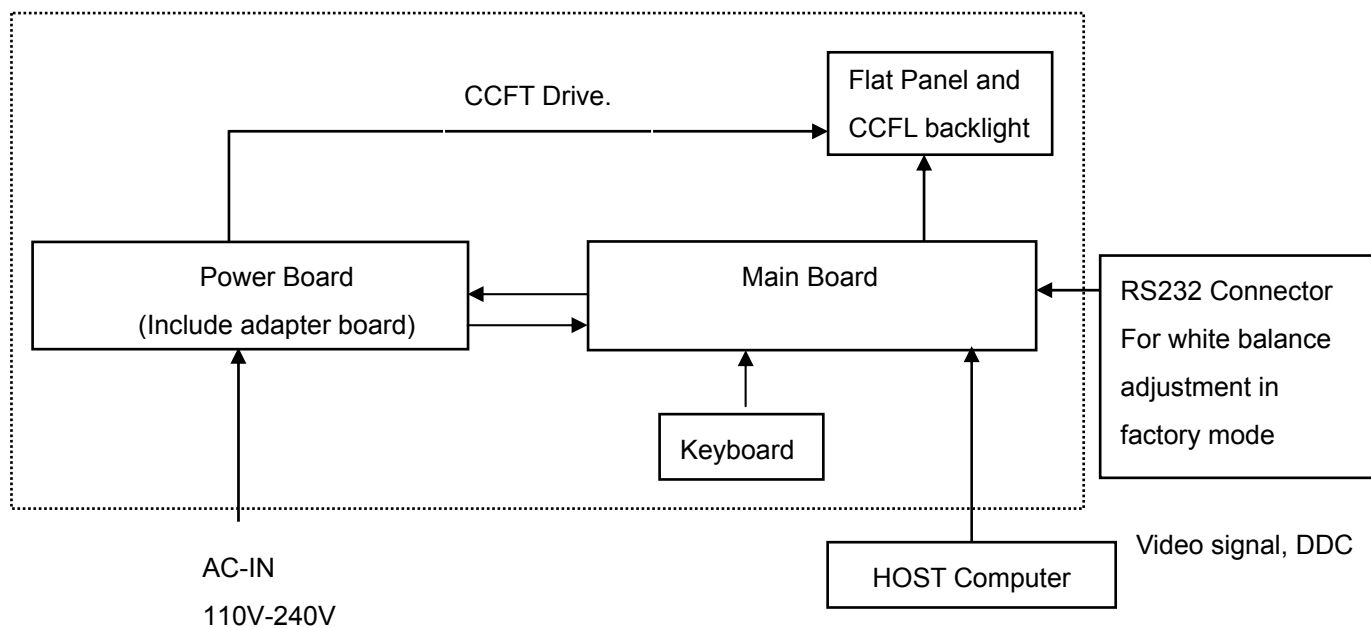 CCFT Drive.
Flat Panel and
CCFL backlight
Power Board
(Include adapter board)
Main Board
RS232 Connector
For white balance
adjustment in
factory mode
Keyboard
Video signal, DDC
HOST Computer
AC-IN
110V-240V